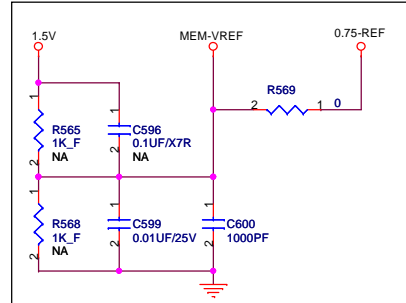 1.5V
MEM-VREF
0.75-REF
R569
2
1
0
1
R565
1K_F
NA
2
1
C596
0.1UF/X7R
NA
2
1
R568
1K_F
NA
2
1
C599
0.01UF/25V
2
1
C600
1000PF
2